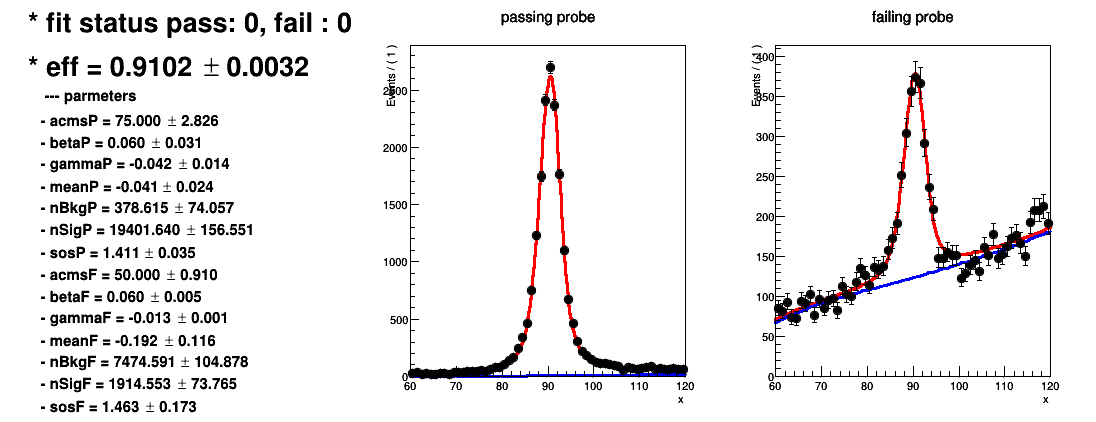 * fit status pass: 0, fail : 0
* eff = 0.9102 ± 0.0032
--- parmeters
- acmsP = 75.000 ± 2.826
- betaP = 0.060 ± 0.031
- gammaP = -0.042 ± 0.014
- meanP = -0.041 ± 0.024
- nBkgP = 378.615 ± 74.057
- nSigP = 19401.640 ± 156.551
- sosP = 1.411 ± 0.035
- acmsF = 50.000 ± 0.910
- betaF = 0.060 ± 0.005
- gammaF = -0.013 ± 0.001
- meanF = -0.192 ± 0.116
- nBkgF = 7474.591 ± 104.878
- nSigF = 1914.553 ± 73.765
- sosF = 1.463 ± 0.173
passing probe
Events / ( 1 )
2500
2000
1500
1000
500
0
60 70 80 90 100 110 120
x
failing probe
Events / ( 1 )
400
350
300
250
200
150
100
50
0
60 70 80 90 100 110 120
x